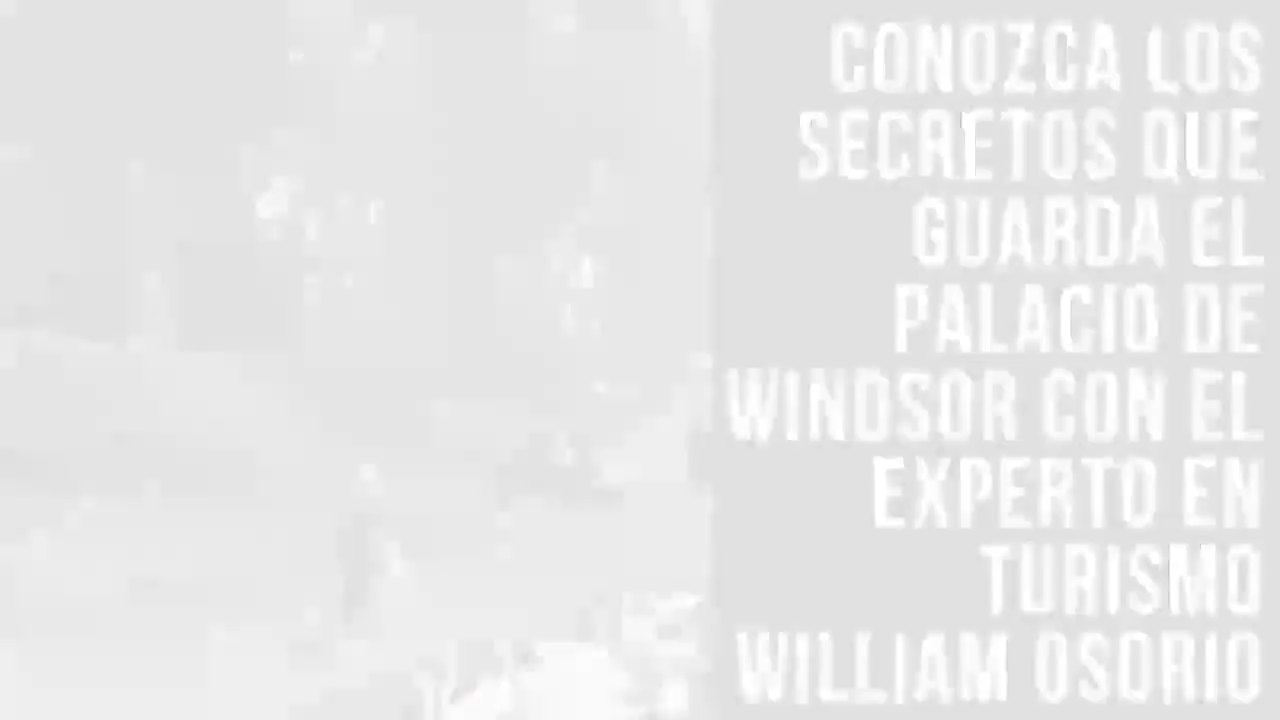 CONOZCA LOS
SECRETOS QUE
GUARDA EL
PALACIO DE
WINDSOR CON EL
EXPERTO EN
TURISMO
WILLIAM OSORIO